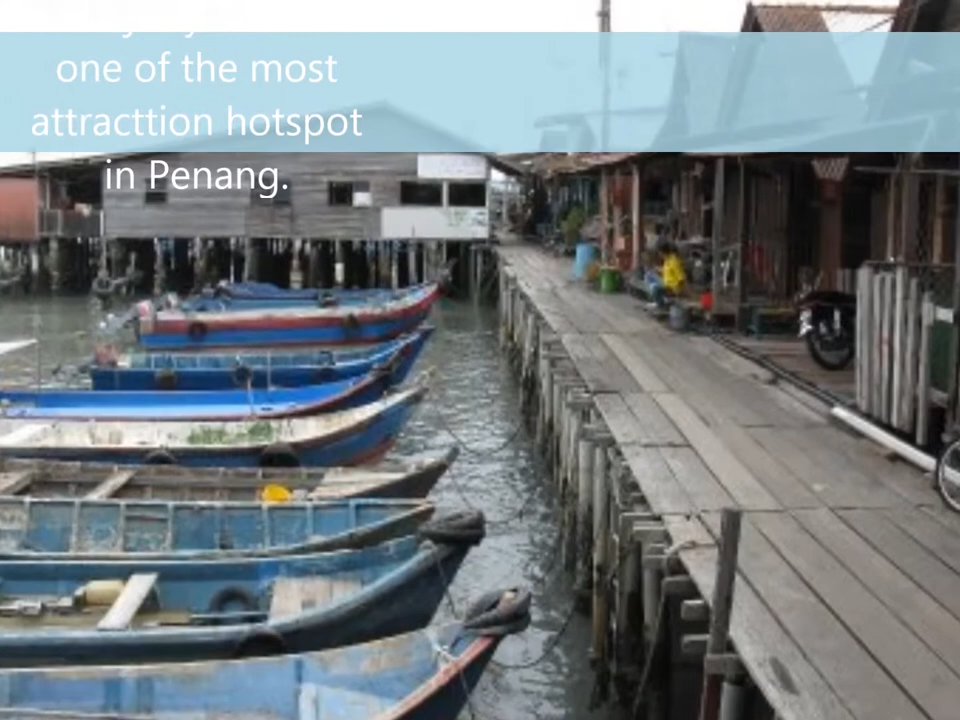 one of the most
attracttion hotspot
in Penang.